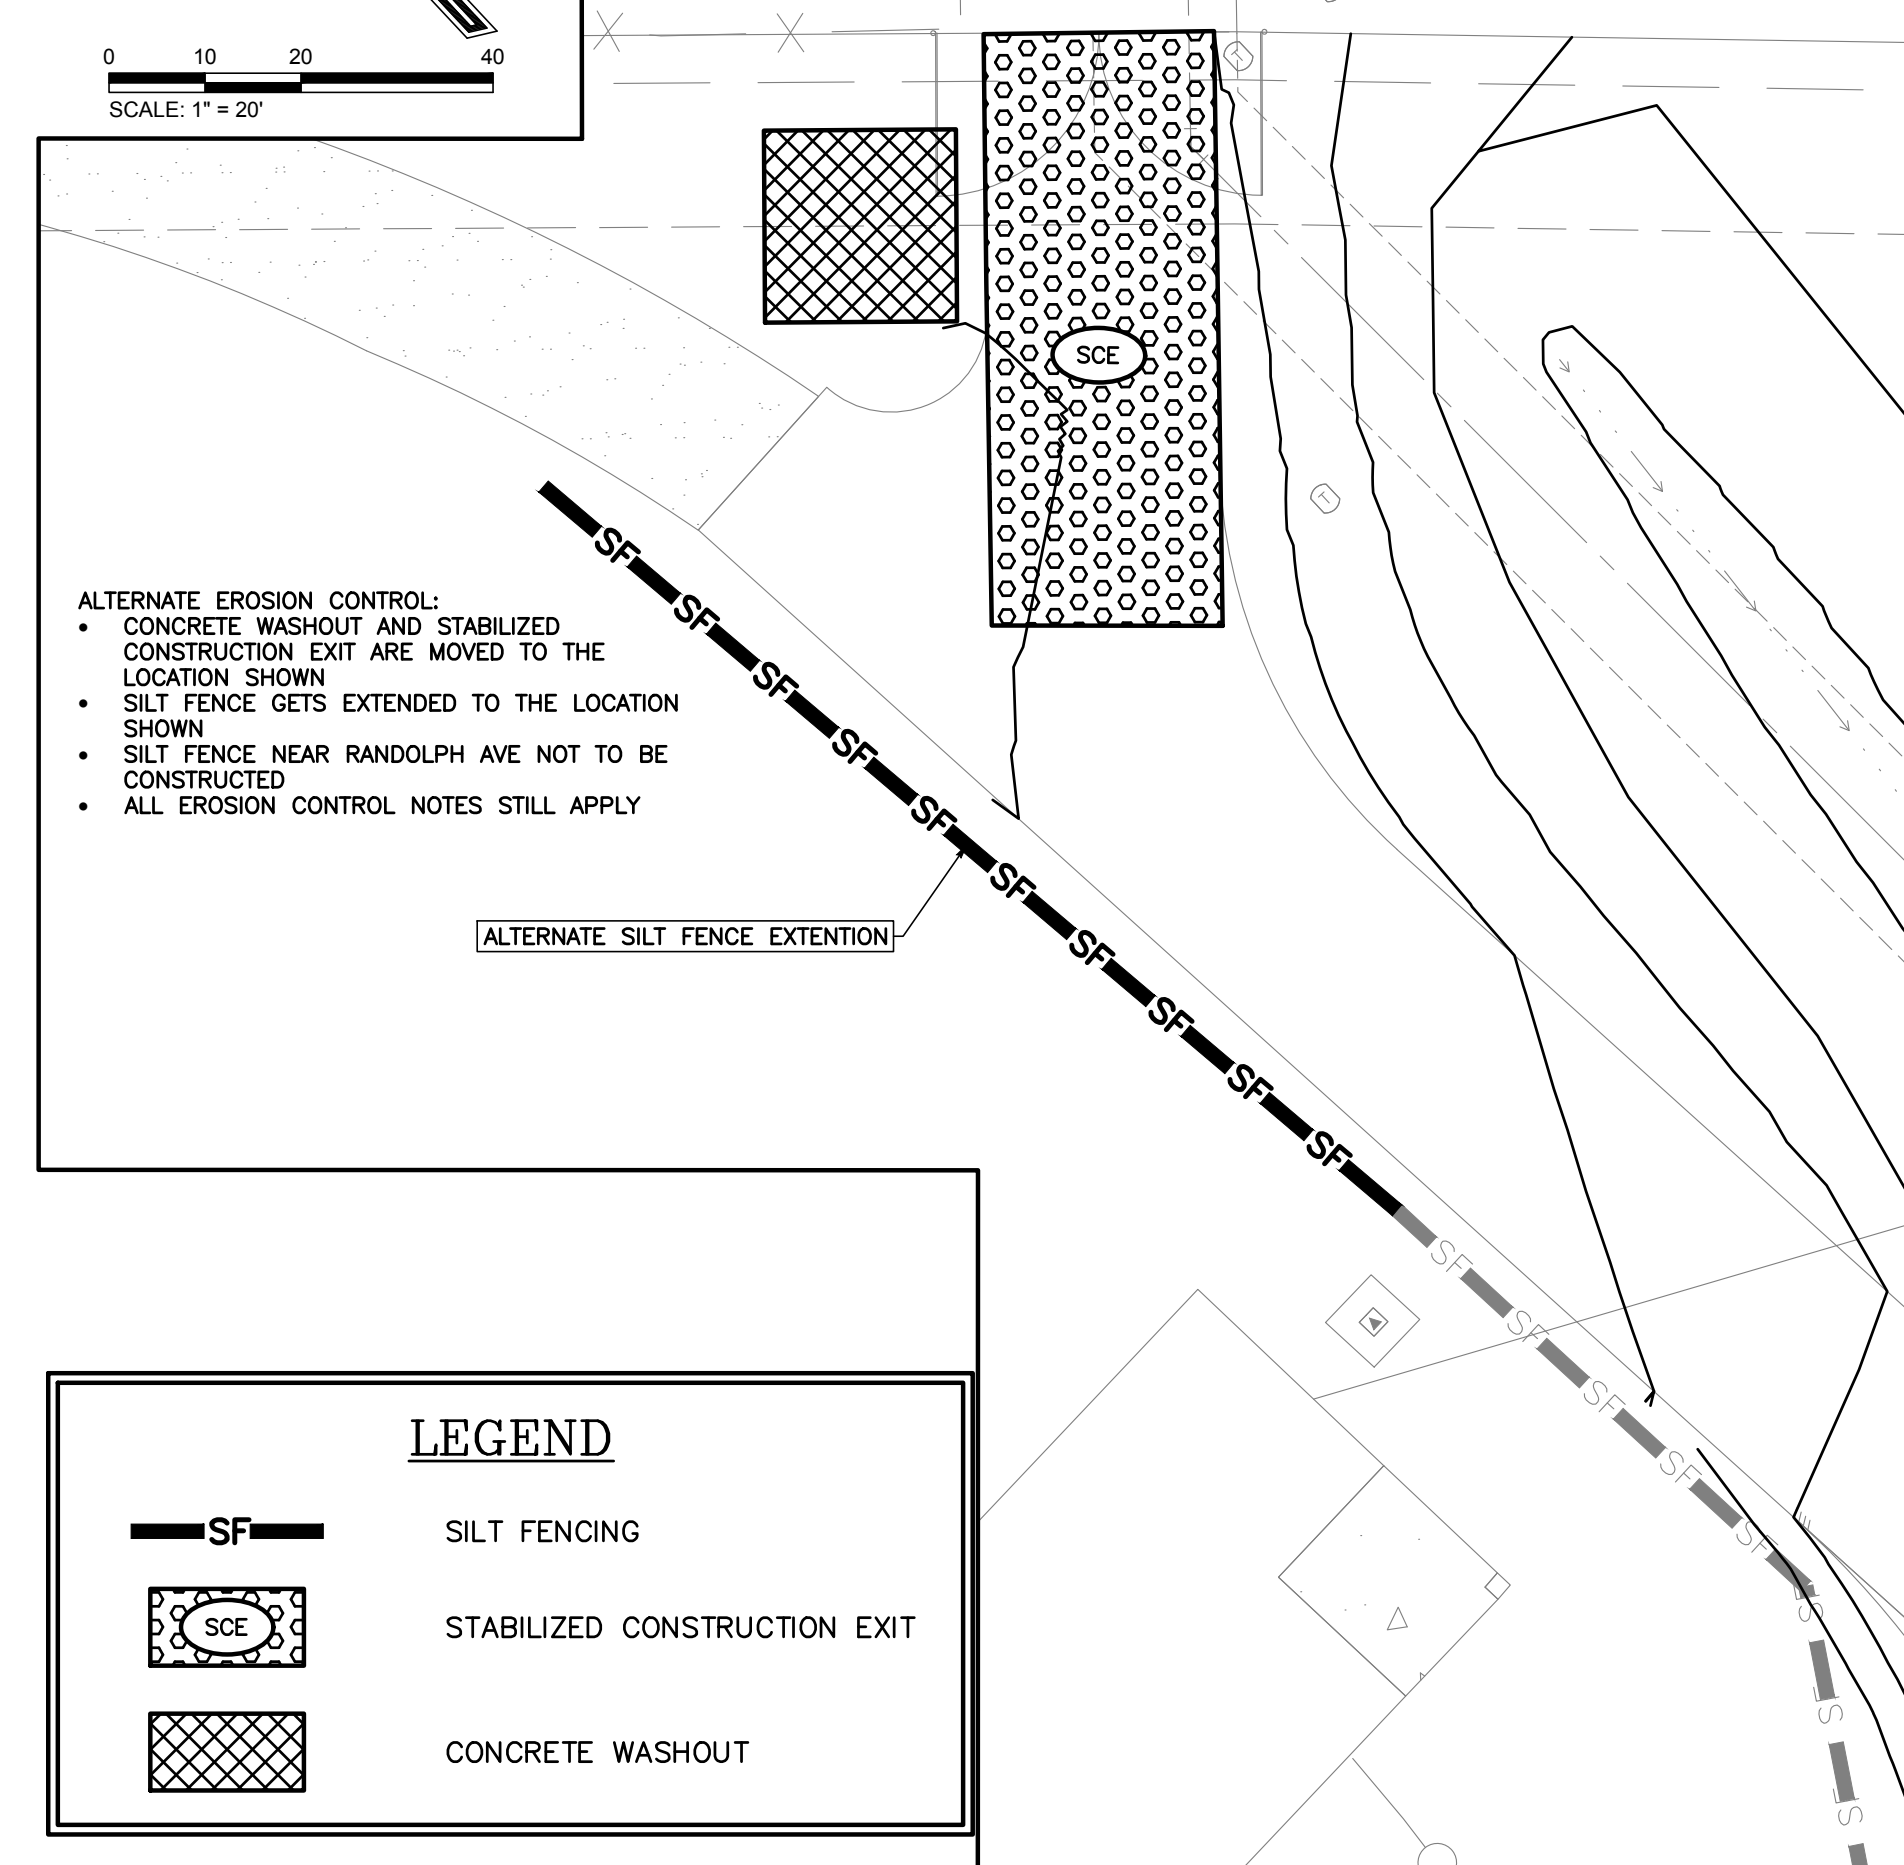 0 10 20 40
SCALE: 1" = 20'
T
SCE
T
ALTERNATE EROSION CONTROL:
• CONCRETE WASHOUT AND STABILIZED
CONSTRUCTION EXIT ARE MOVED TO THE
LOCATION SHOWN
• SILT FENCE GETS EXTENDED TO THE LOCATION
SHOWN
• SILT FENCE NEAR RANDOLPH AVE NOT TO BE
CONSTRUCTED
• ALL EROSION CONTROL NOTES STILL APPLY
SF
SF
SF
SF
SF
SF
SF
SF
SF
SF
ALTERNATE SILT FENCE EXTENTION
SF
SF
SF
SF
SF
S
S
S
LEGEND
SF SILT FENCING
SCE STABILIZED CONSTRUCTION EXIT
CONCRETE WASHOUT